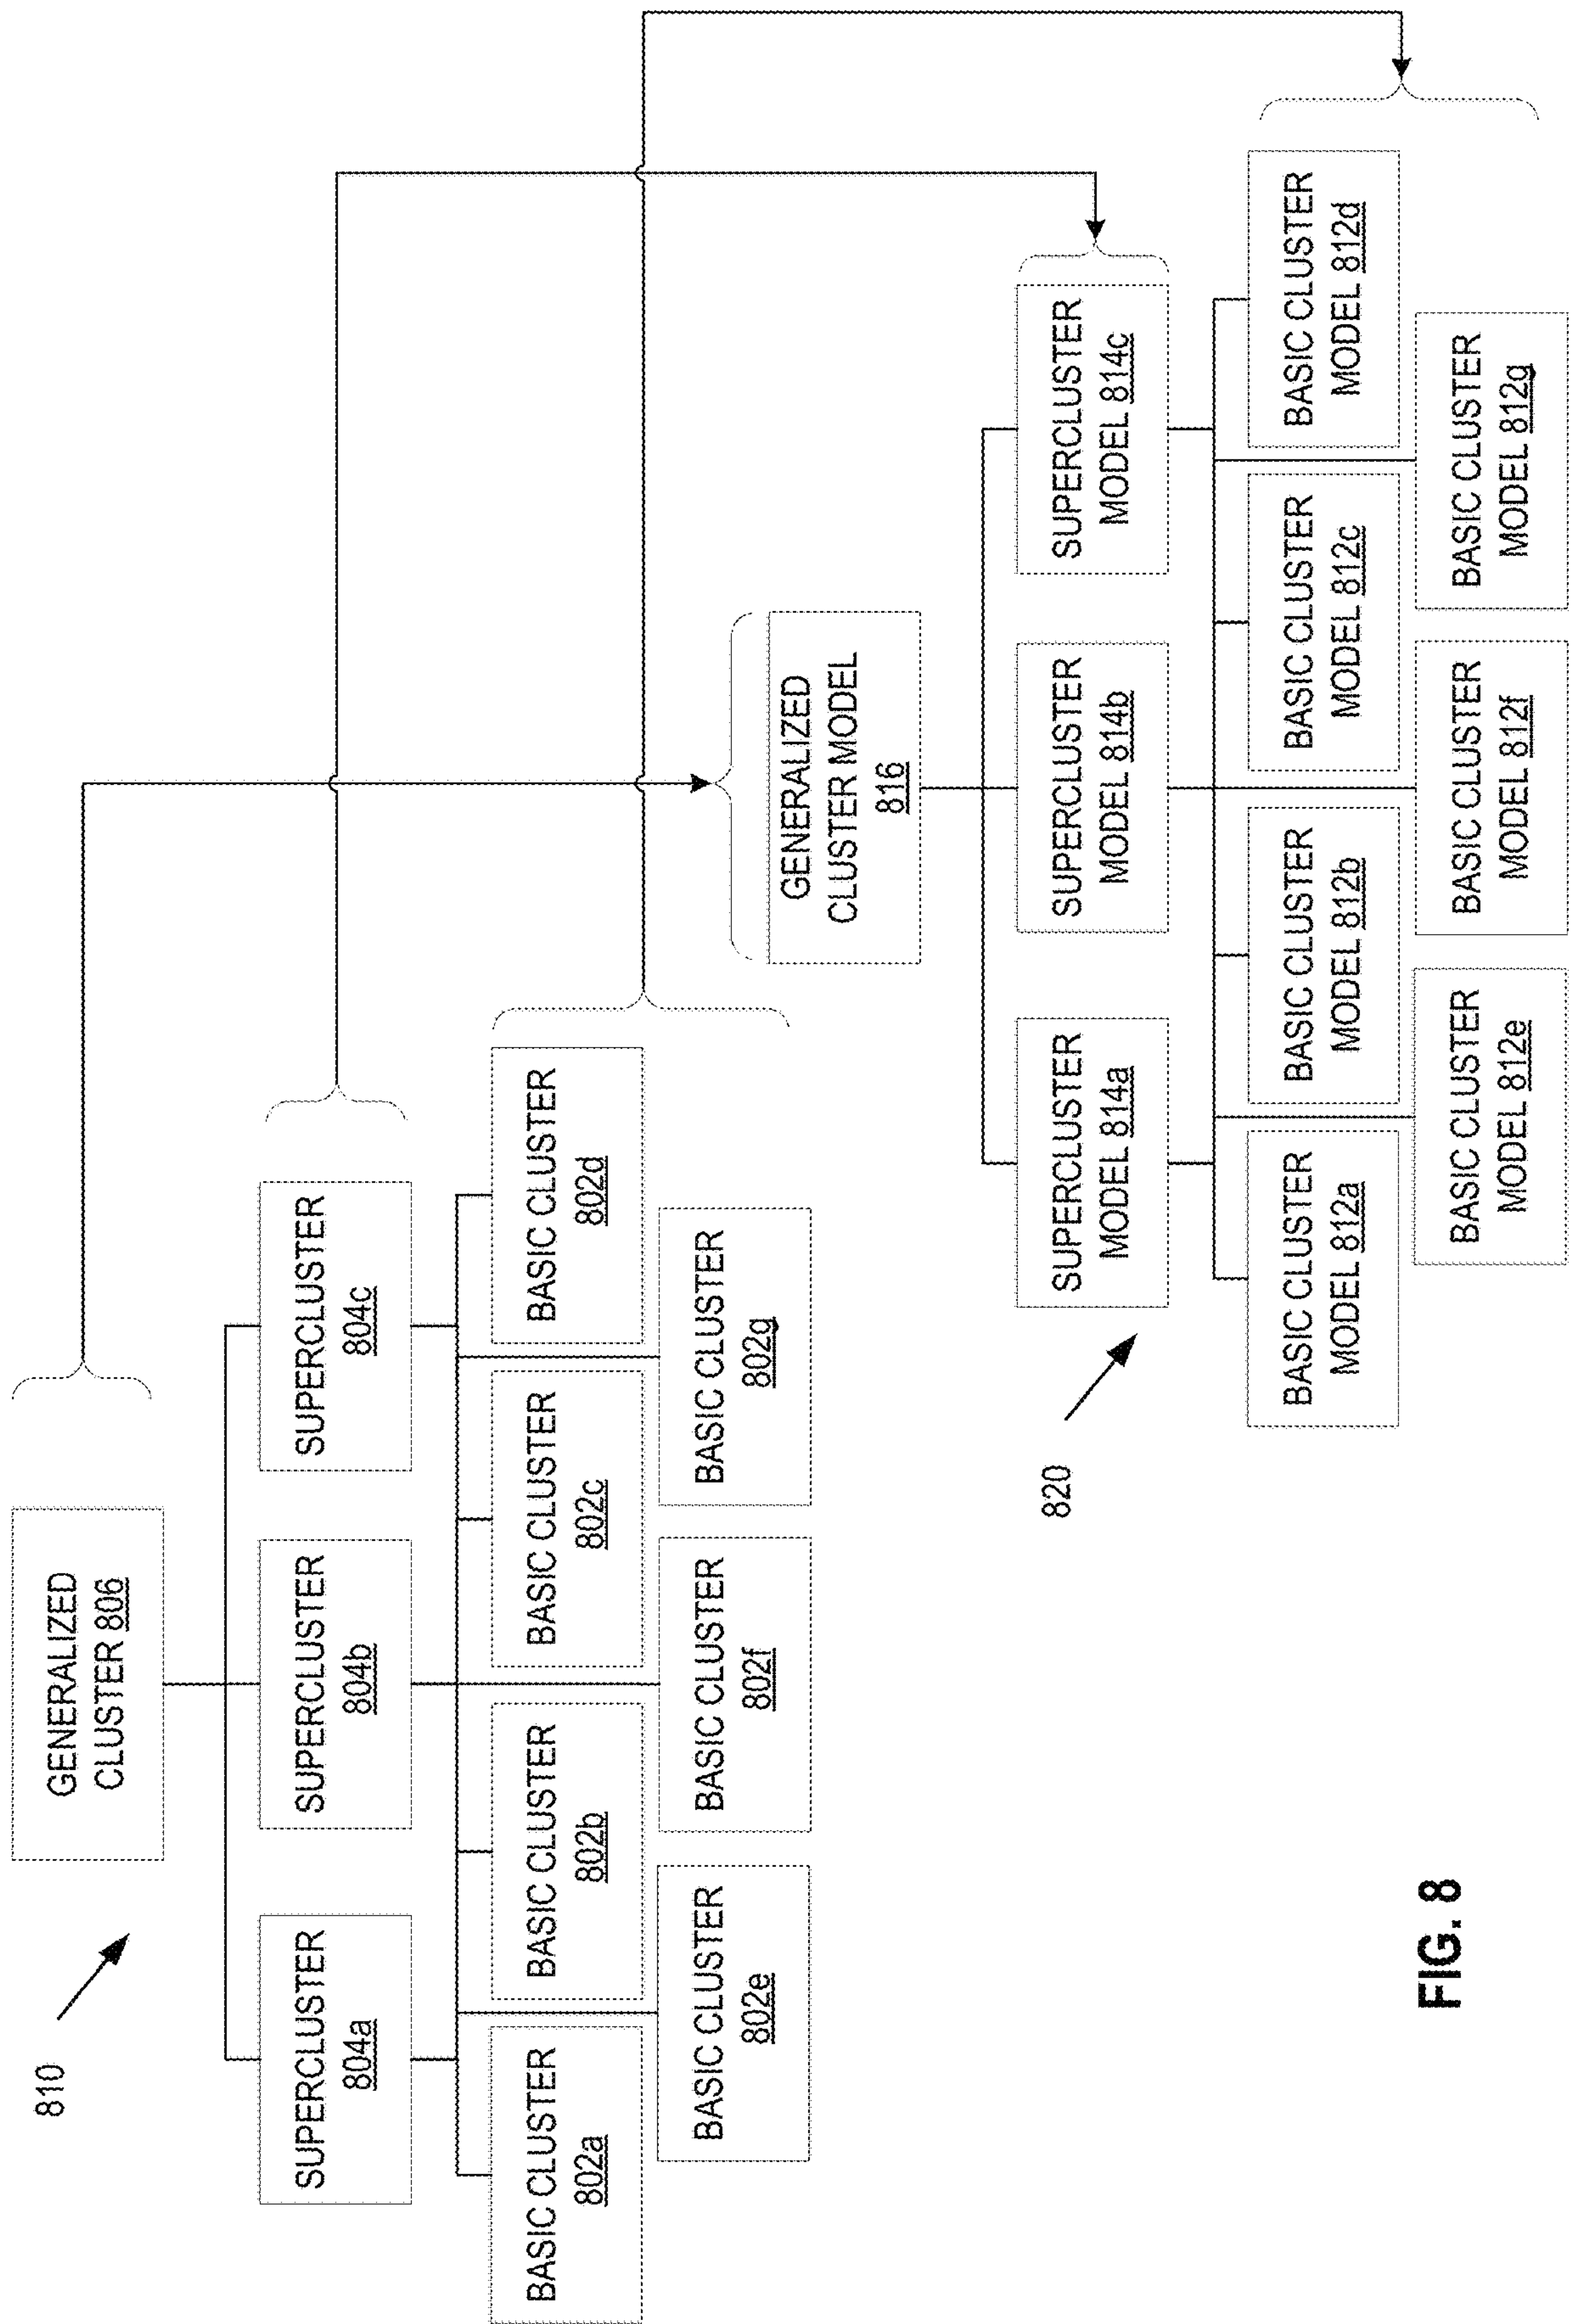 810
GENERALIZED
CLUSTER 806
SUPERCLUSTER
804a
SUPERCLUSTER
804b
SUPERCLUSTER
804c
BASIC CLUSTER
802a
BASIC CLUSTER
802b
BASIC CLUSTER
802c
BASIC CLUSTER
802d
BASIC CLUSTER
802e
BASIC CLUSTER
802f
BASIC CLUSTER
802g
GENERALIZED
CLUSTER MODEL
816
820
SUPERCLUSTER
MODEL 814a
SUPERCLUSTER
MODEL 814b
SUPERCLUSTER
MODEL 814c
BASIC CLUSTER
MODEL 812a
BASIC CLUSTER
MODEL 812b
BASIC CLUSTER
MODEL 812c
BASIC CLUSTER
MODEL 812d
BASIC CLUSTER
MODEL 812e
BASIC CLUSTER
MODEL 812f
BASIC CLUSTER
MODEL 812g
FIG. 8